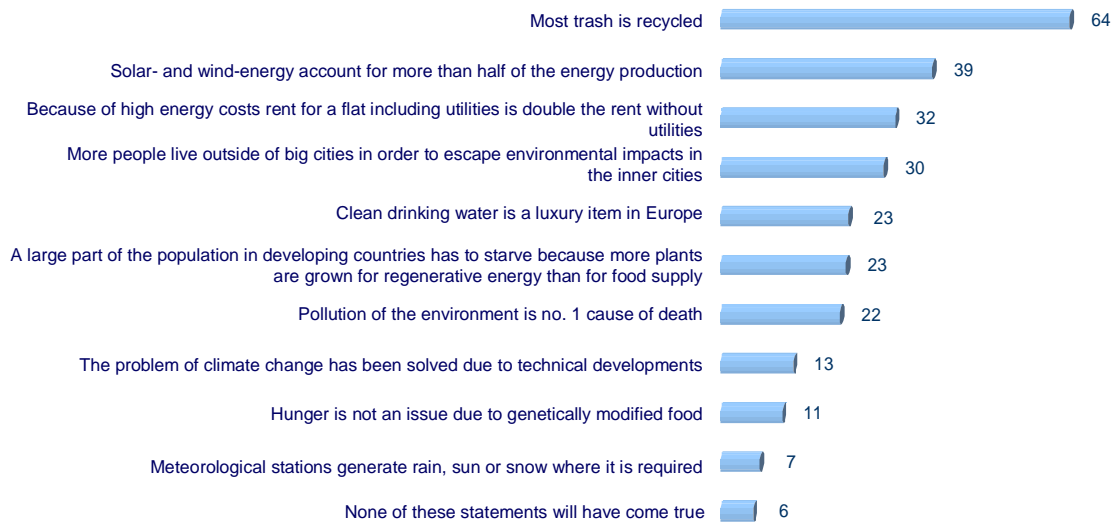 Most trash is recycled 64
Solar- and wind-energy account for more than half of the energy production 39
Because of high energy costs rent for a flat including utilities is double the rent without
utilities 32
More people live outside of big cities in order to escape environmental impacts in
the inner cities 30
Clean drinking water is a luxury item in Europe 23
A large part of the population in developing countries has to starve because more plants
are grown for regenerative energy than for food supply 23
Pollution of the environment is no. 1 cause of death 22
The problem of climate change has been solved due to technical developments 13
Hunger is not an issue due to genetically modified food 11
Meteorological stations generate rain, sun or snow where it is required 7
None of these statements will have come true 6